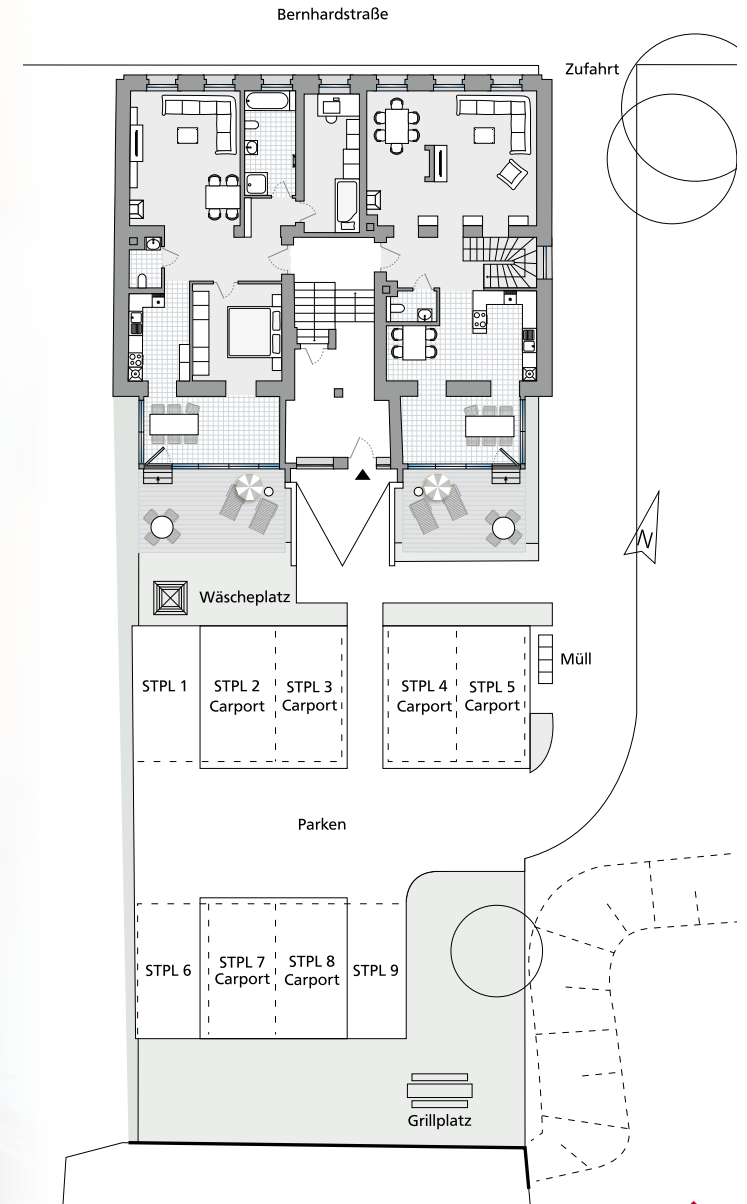 Bernhardstraße
Zufahrt
N
Wäscheplatz
Müll
STPL 1
STPL 2
Carport
STPL 3
Carport
STPL 4
Carport
STPL 5
Carport
Parken
STPL 6
STPL 7
Carport
STPL 8
Carport
STPL 9
Grillplatz